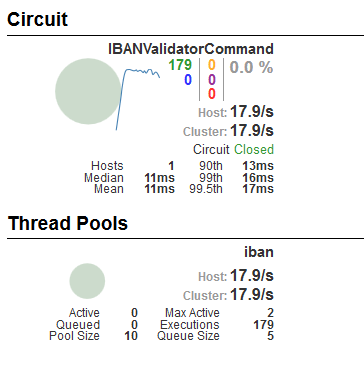 Circuit
IBANValidatorCommand
179 0 0.0 %
0 0
0
Host: 17.9/s
Cluster: 17.9/s
Circuit Closed
Hosts 1 90th 13ms
Median 11ms 99th 16ms
Mean 11ms 99.5th 17ms
Thread Pools
iban
Host: 17.9/s
Cluster: 17.9/s
Active 0 Max Active 2
Queued 0 Executions 179
Pool Size 10 Queue Size 5